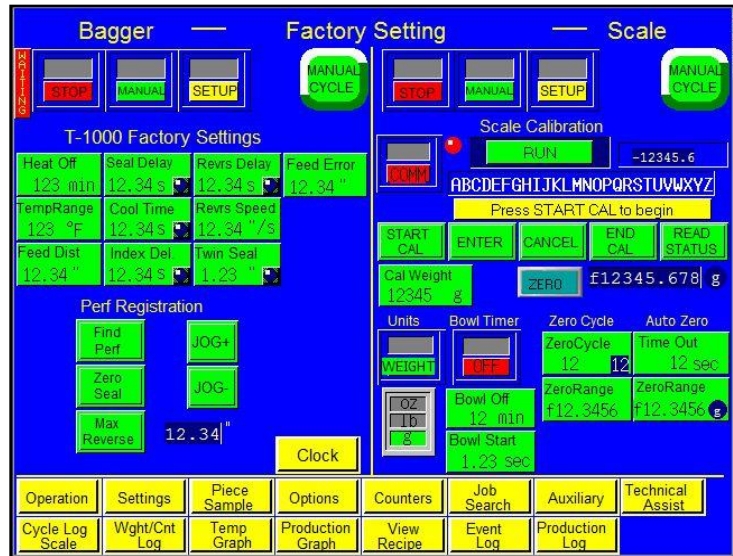 Bagger — Factory Setting — Scale
WAITING
STOP MANUAL SETUP MANUAL CYCLE
STOP MANUAL SETUP MANUAL CYCLE
T-1000 Factory Settings
Heat Off Seal Delay Revrs Delay Feed Error
123 min 12.34 s 12.34 s 12.34 "
TempRange Cool Time Revrs Speed
123 °F 12.34 s 12.34 "/s
Feed Dist Index Del. Twin Seal
12.34 " 12.34 s 1.23 "
Perf Registration
Find
Perf
JOG+
Zero
Seal
JOG-
Max
Reverse
12.34 "
Clock
Scale Calibration
COMM
RUN
-12345.6
ABCDEFGHIJKLMNOPQRSTUVWXYZ
Press START CAL to begin
START
CAL
ENTER
CANCEL
END
CAL
READ
STATUS
Cal Weight
12345 g
ZERO
f12345.678 g
Units Bowl Timer Zero Cycle Auto Zero
WEIGHT
OFF
ZeroCycle
12 12
Time Out
12 sec
oz
lb
g
Bowl Off
12 min
ZeroRange
f12.3456
ZeroRange
f12.3456 g
Bowl Start
1.23 sec
Operation
Settings
Piece
Sample
Options
Counters
Job
Search
Auxiliary
Technical
Assist
Cycle Log
Scale
Wght/Cnt
Log
Temp
Graph
Production
Graph
View
Recipe
Event
Log
Production
Log